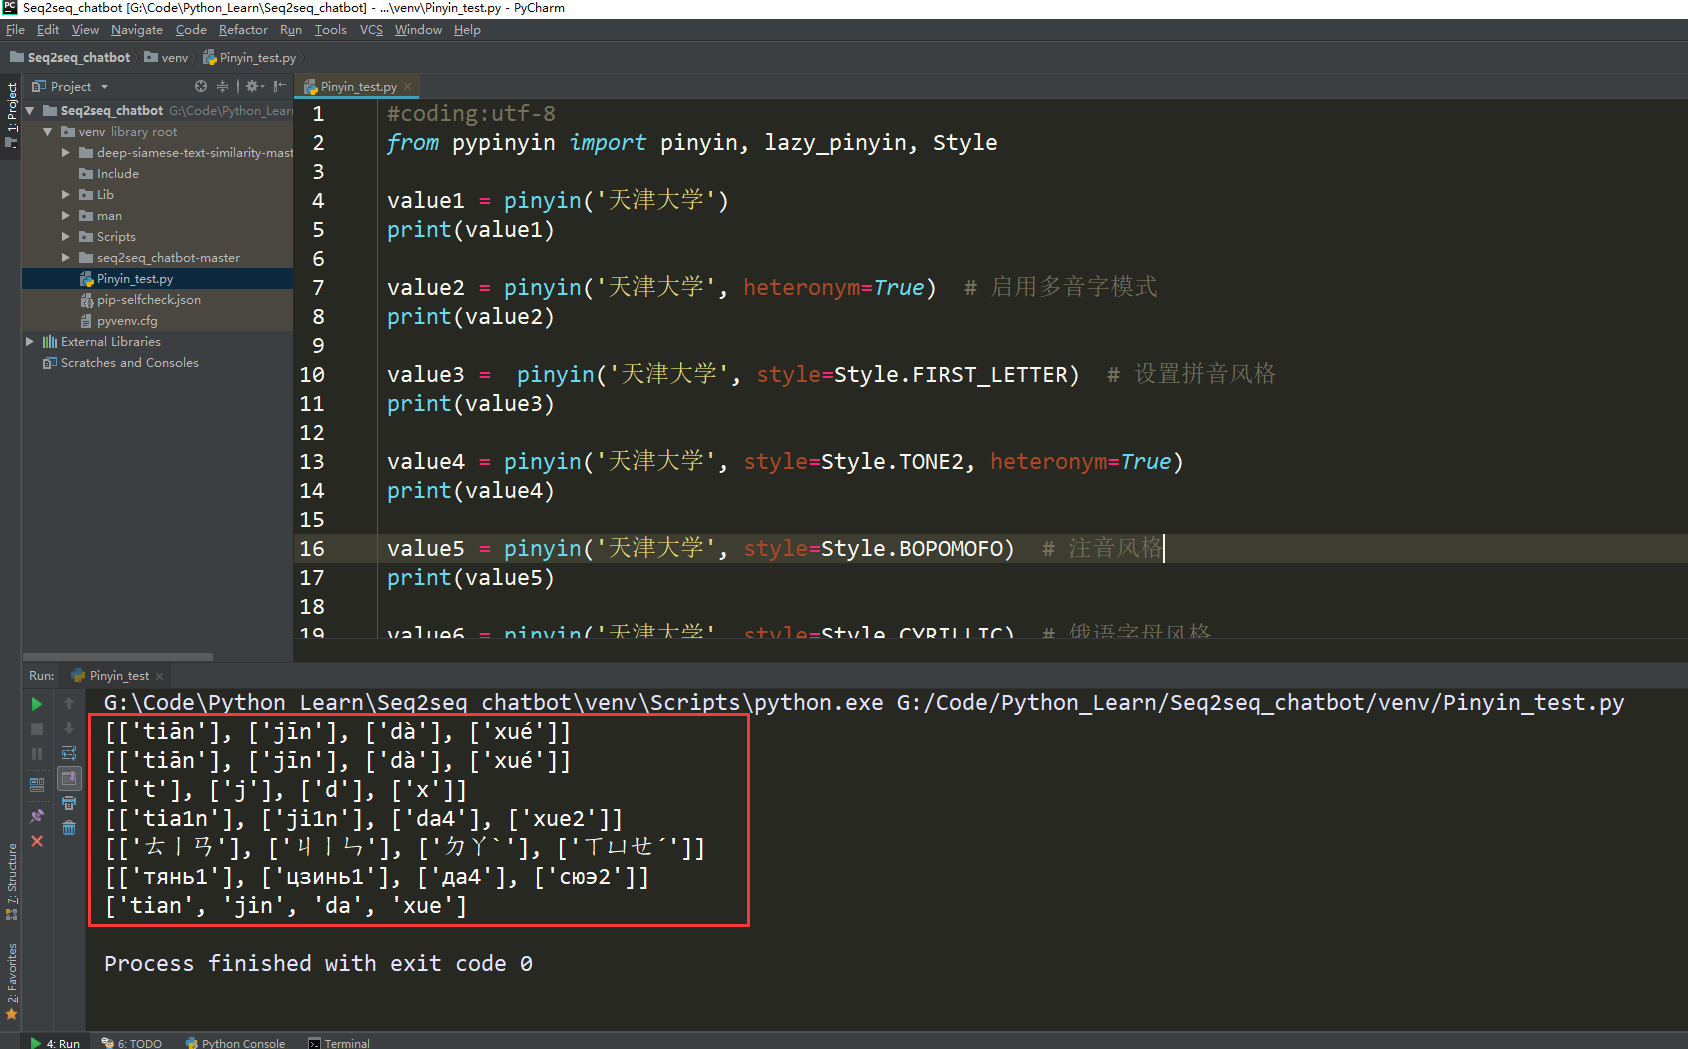 Seq2seq_chatbot [G:\Code\Python_Learn\Seq2seq_chatbot] - ...\venv\Pinyin_test.py - PyCharm
File Edit View Navigate Code Refactor Run Tools VCS Window Help
Seq2seq_chatbot venv Pinyin_test.py
1: Project
Project
Seq2seq_chatbot G:\Code\Python_Lear
venv library root
deep-siamese-text-similarity-mast
Include
Lib
man
Scripts
seq2seq_chatbot-master
Pinyin_test.py
pip-selfcheck.json
pyvenv.cfg
External Libraries
Scratches and Consoles
Pinyin_test.py
1 #coding:utf-8
2 from pypinyin import pinyin, lazy_pinyin, Style
3
4 value1 = pinyin('天津大学')
5 print(value1)
6
7 value2 = pinyin('天津大学', heteronym=True)  # 启用多音字模式
8 print(value2)
9
10 value3 =  pinyin('天津大学', style=Style.FIRST_LETTER)  # 设置拼音风格
11 print(value3)
12
13 value4 = pinyin('天津大学', style=Style.TONE2, heteronym=True)
14 print(value4)
15
16 value5 = pinyin('天津大学', style=Style.BOPOMOFO)  # 注音风格
17 print(value5)
18
19 value6 = pinyin('天津大学', style=Style.CYRILLIC)  # 俄语字母风格
Run: Pinyin_test
G:\Code\Python_Learn\Seq2seq_chatbot\venv\Scripts\python.exe G:/Code/Python_Learn/Seq2seq_chatbot/venv/Pinyin_test.py
[['tiān'], ['jīn'], ['dà'], ['xué']]
[['tiān'], ['jīn'], ['dà'], ['xué']]
[['t'], ['j'], ['d'], ['x']]
[['tia1n'], ['ji1n'], ['da4'], ['xue2']]
[['ㄊㄧㄢ'], ['ㄐㄧㄣ'], ['ㄉㄚˋ'], ['ㄒㄩㄝˊ']]
[['тянь1'], ['цзинь1'], ['да4'], ['сюэ2']]
['tian', 'jin', 'da', 'xue']
Process finished with exit code 0
7: Structure
2: Favorites
4: Run 6: TODO Python Console Terminal